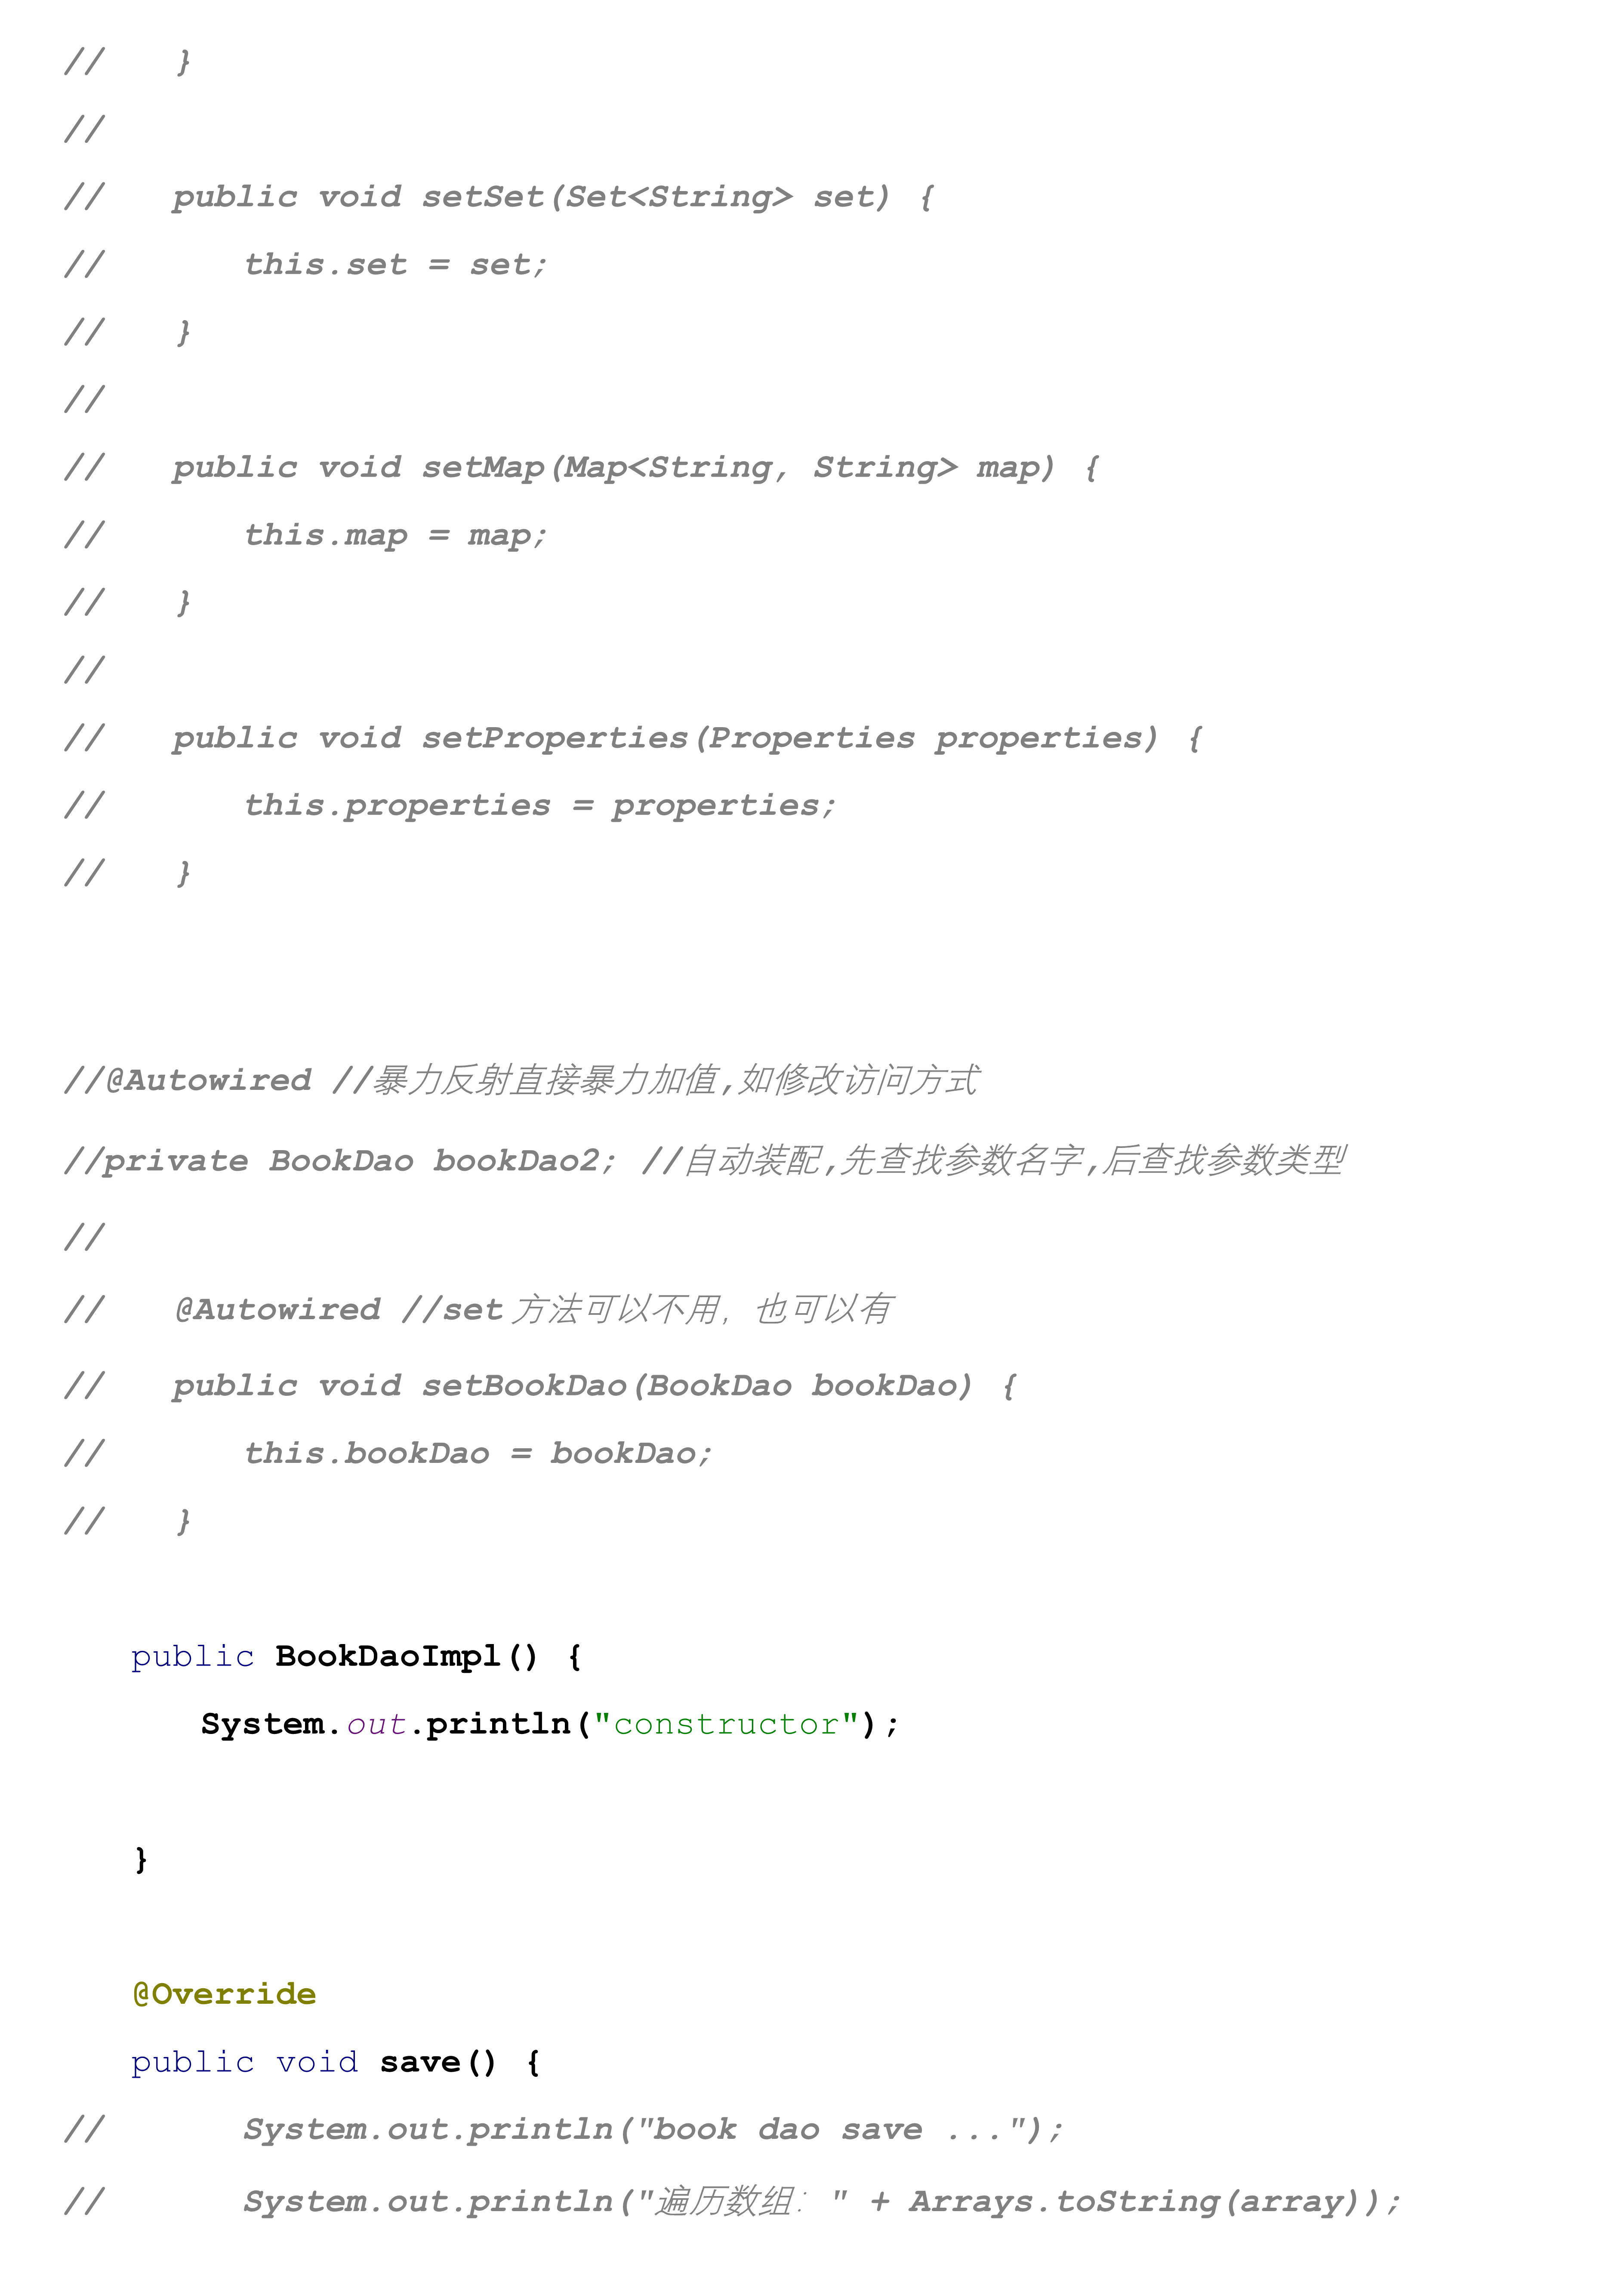 //    }
//
//    public void setSet(Set<String> set) {
//        this.set = set;
//    }
//
//    public void setMap(Map<String, String> map) {
//        this.map = map;
//    }
//
//    public void setProperties(Properties properties) {
//        this.properties = properties;
//    }
//@Autowired //暴力反射直接暴力加值,如修改访问方式
//private BookDao bookDao2; //自动装配,先查找参数名字,后查找参数类型
//
//    @Autowired //set 方法可以不用，也可以有
//    public void setBookDao(BookDao bookDao) {
//        this.bookDao = bookDao;
//    }
    public BookDaoImpl() {
        System.out.println("constructor");
    }
    @Override
    public void save() {
//        System.out.println("book dao save ...");
//        System.out.println("遍历数组：" + Arrays.toString(array));